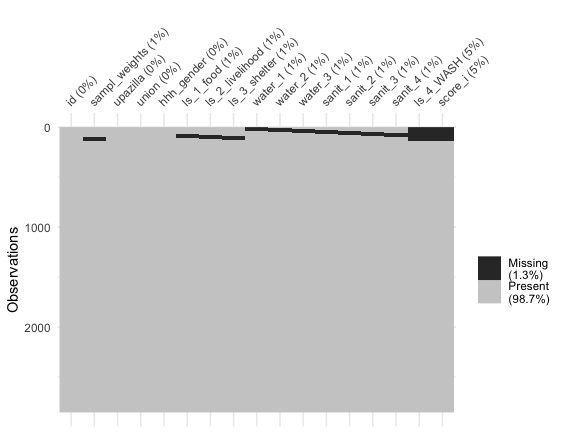 id (0%)
sampl_weights (1%)
upazilla (0%)
union (0%)
hhh_gender (0%)
ls_1_food (1%)
ls_2_livelihood (1%)
ls_3_shelter (1%)
water_1 (1%)
water_2 (1%)
water_3 (1%)
sanit_1 (1%)
sanit_2 (1%)
sanit_3 (1%)
sanit_4 (1%)
ls_4_WASH (5%)
score_i (5%)
0
1000
2000
Observations
Missing
(1.3%)
Present
(98.7%)